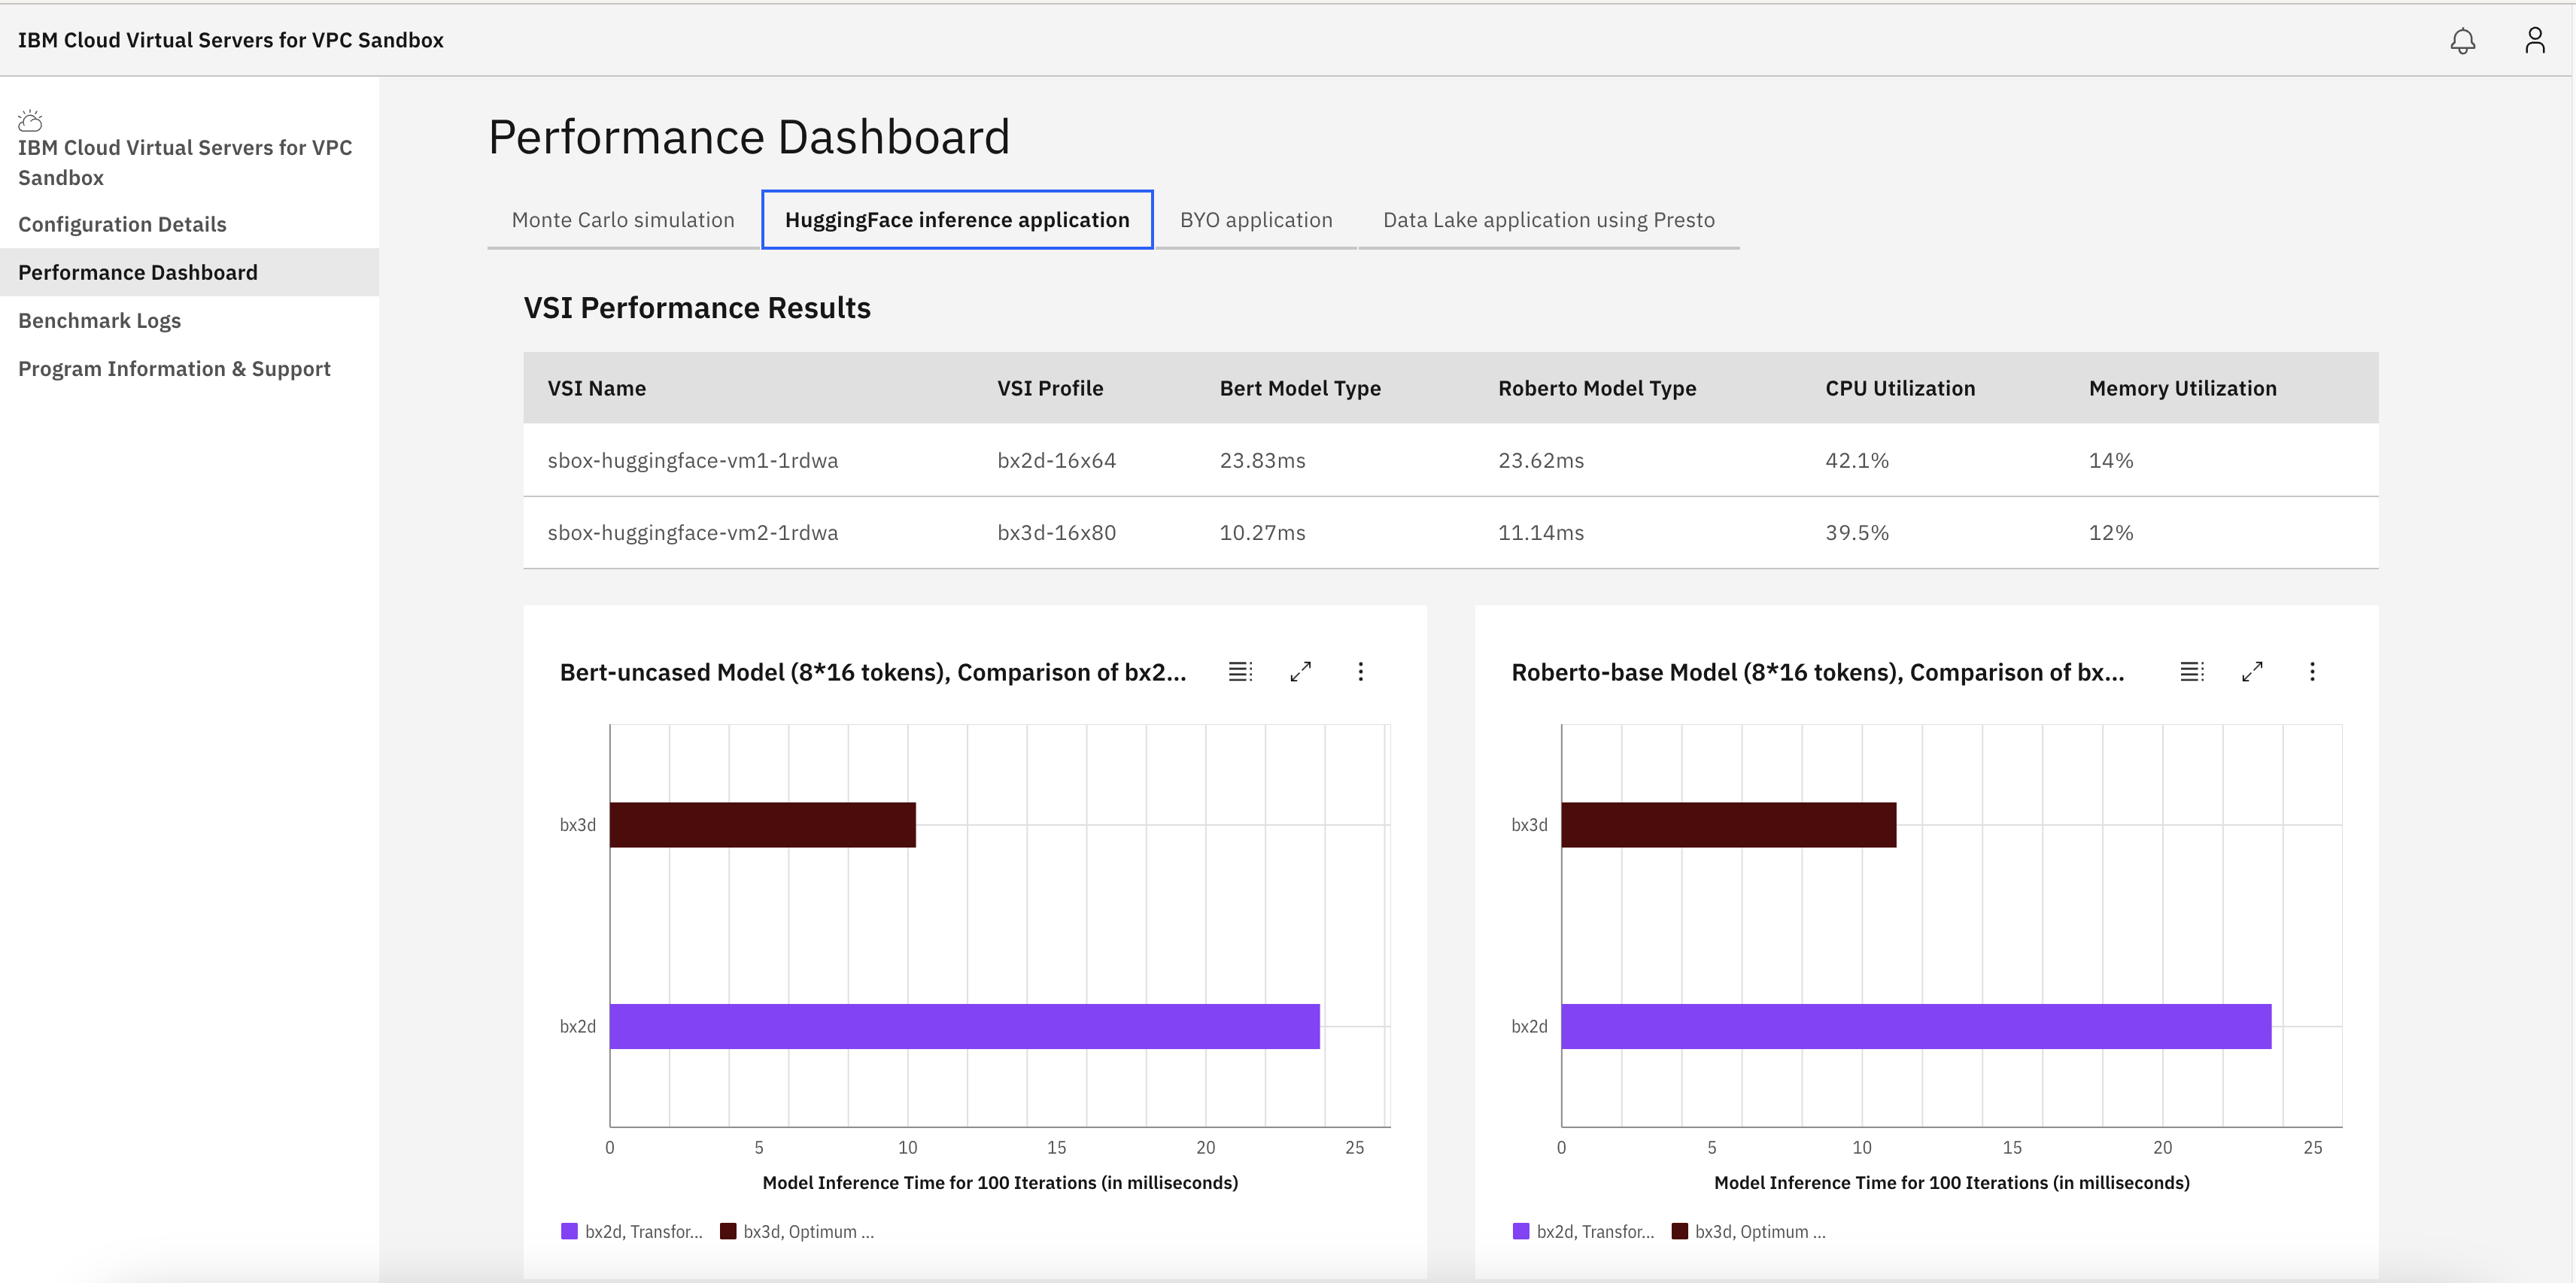 IBM Cloud Virtual Servers for VPC Sandbox
IBM Cloud Virtual Servers for VPC
Sandbox
Configuration Details
Performance Dashboard
Benchmark Logs
Program Information & Support
Performance Dashboard
Monte Carlo simulation HuggingFace inference application BYO application Data Lake application using Presto
VSI Performance Results
VSI Name VSI Profile Bert Model Type Roberto Model Type CPU Utilization Memory Utilization
sbox-huggingface-vm1-1rdwa bx2d-16x64 23.83ms 23.62ms 42.1% 14%
sbox-huggingface-vm2-1rdwa bx3d-16x80 10.27ms 11.14ms 39.5% 12%
Bert-uncased Model (8*16 tokens), Comparison of bx2...
bx3d
bx2d
0 5 10 15 20 25
Model Inference Time for 100 Iterations (in milliseconds)
bx2d, Transfor... bx3d, Optimum ...
Roberto-base Model (8*16 tokens), Comparison of bx...
bx3d
bx2d
0 5 10 15 20 25
Model Inference Time for 100 Iterations (in milliseconds)
bx2d, Transfor... bx3d, Optimum ...